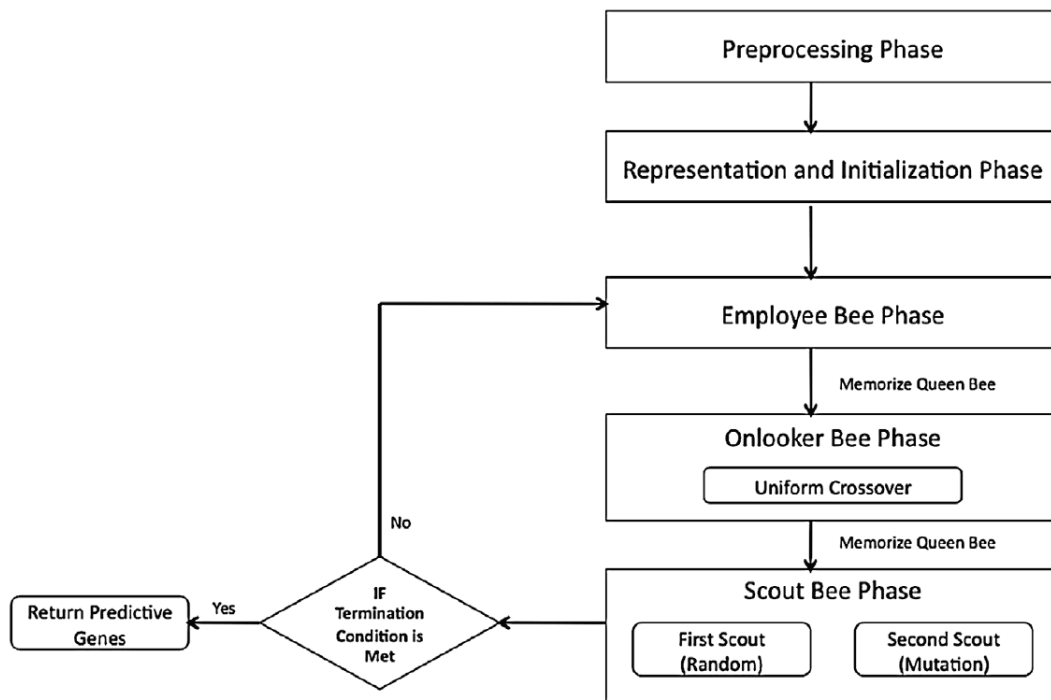 Preprocessing Phase
Representation and Initialization Phase
Employee Bee Phase
Memorize Queen Bee
Onlooker Bee Phase
Uniform Crossover
Memorize Queen Bee
Scout Bee Phase
First Scout
(Random)
Second Scout
(Mutation)
No
IF
Termination
Condition is
Met
Yes
Return Predictive
Genes